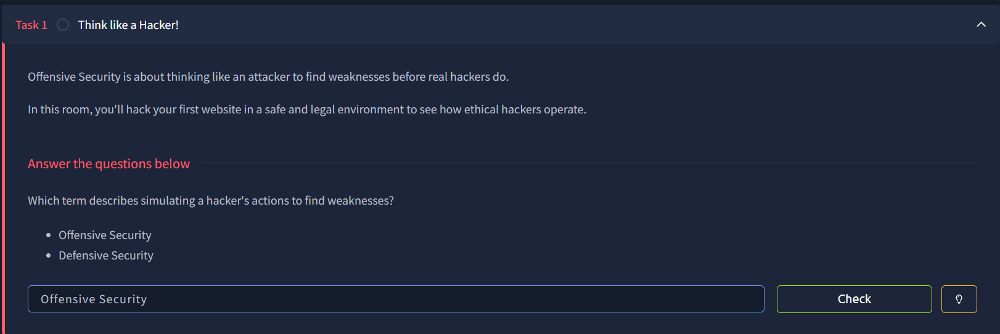 Task 1 Think like a Hacker!
Offensive Security is about thinking like an attacker to find weaknesses before real hackers do.
In this room, you'll hack your first website in a safe and legal environment to see how ethical hackers operate.
Answer the questions below
Which term describes simulating a hacker's actions to find weaknesses?
Offensive Security
Defensive Security
Offensive Security Check